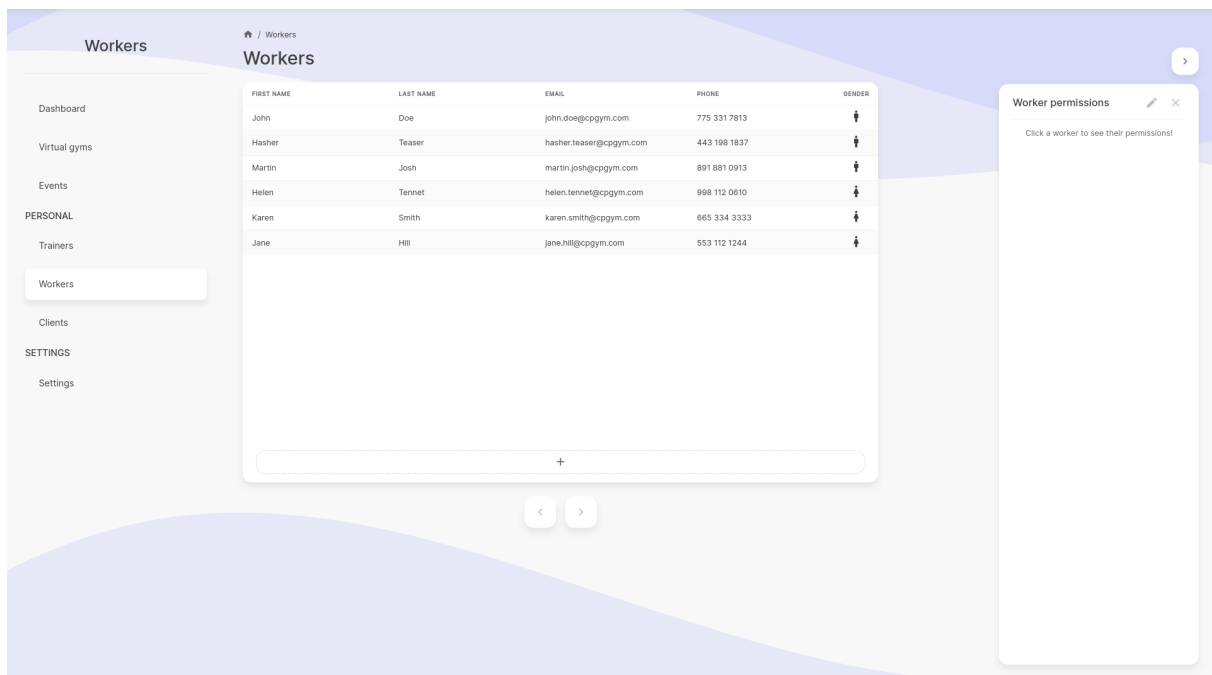 Workers
Dashboard
Virtual gyms
Events
PERSONAL
Trainers
Workers
Clients
SETTINGS
Settings
/ Workers
Workers
FIRST NAME LAST NAME EMAIL PHONE GENDER
John Doe john.doe@cpgym.com 775 331 7813
Hasher Teaser hasher.teaser@cpgym.com 443 198 1837
Martin Josh martin.josh@cpgym.com 891 881 0913
Helen Tennet helen.tennet@cpgym.com 998 112 0610
Karen Smith karen.smith@cpgym.com 665 334 3333
Jane Hill jane.hill@cpgym.com 553 112 1244
+
Worker permissions
Click a worker to see their permissions!